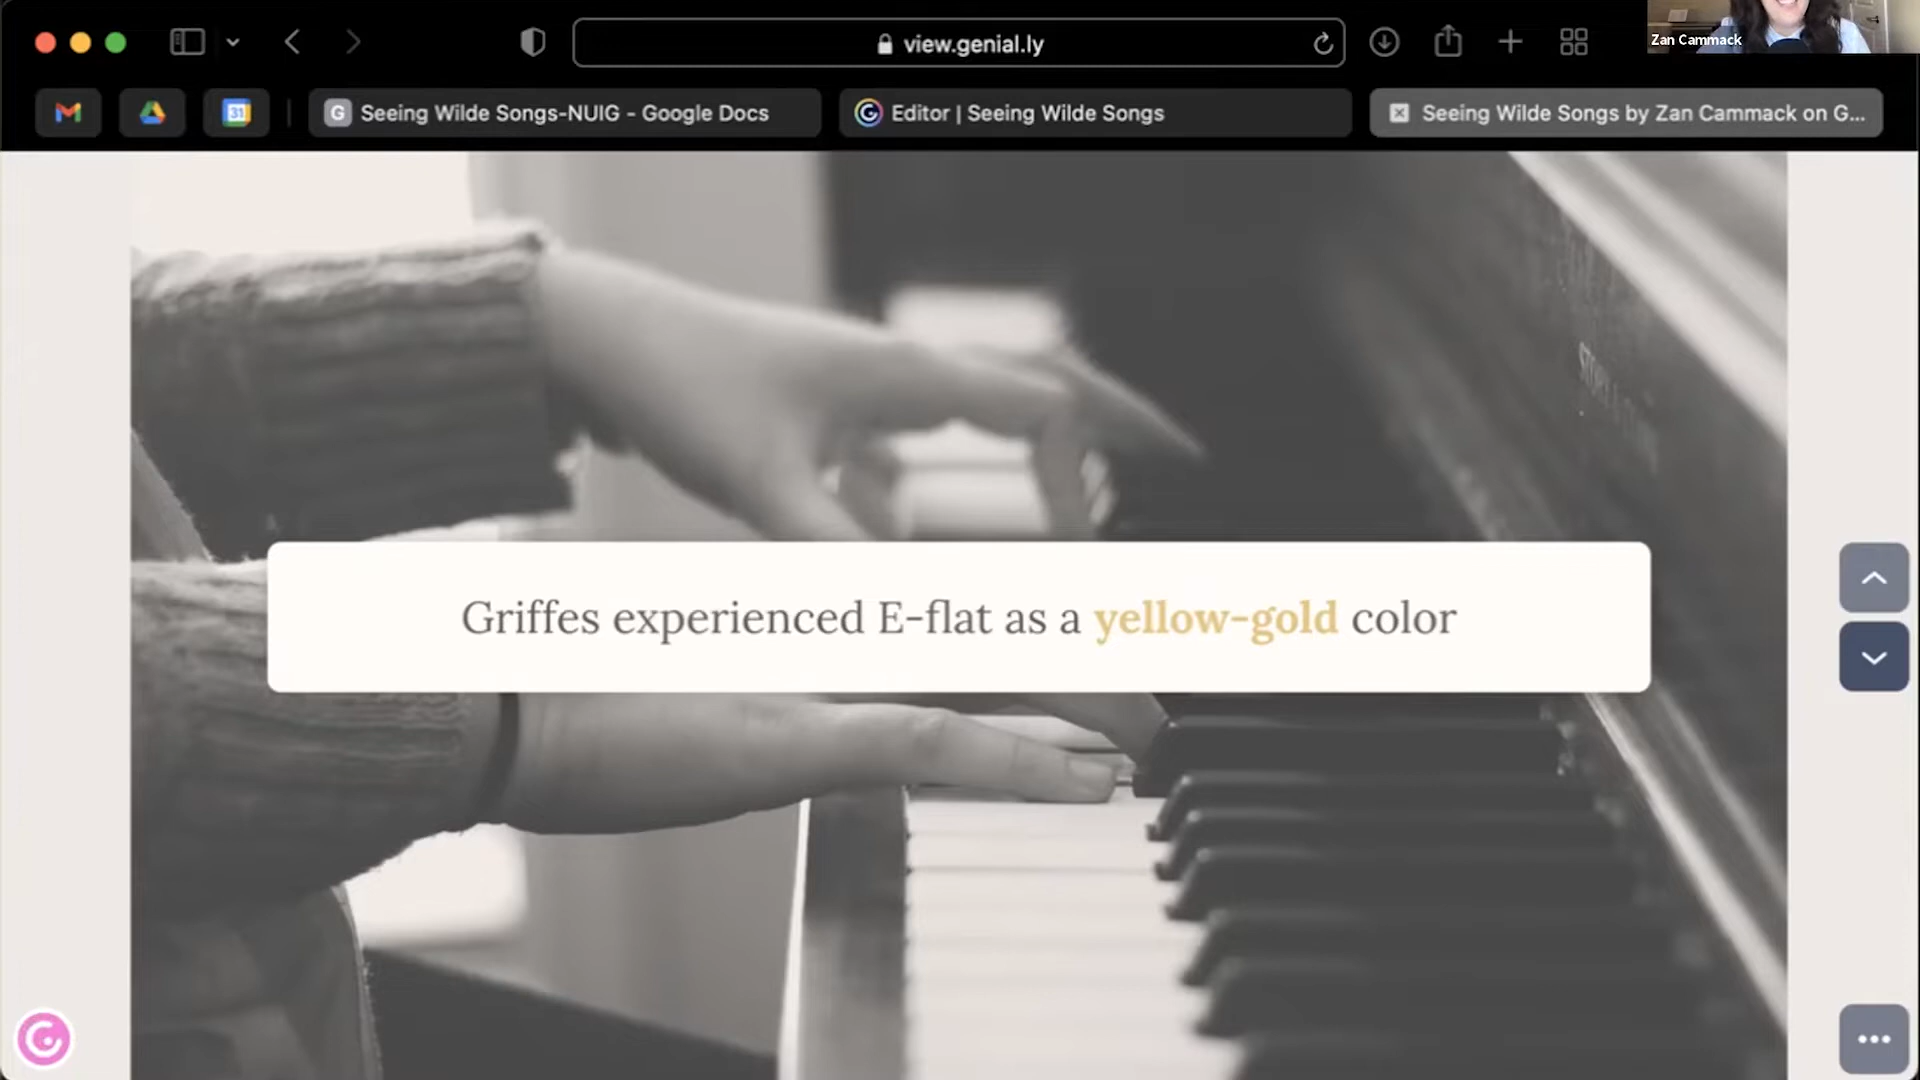 view.genial.ly
Zan Cammack
31
G
Seeing Wilde Songs-NUIG - Google Docs
Editor | Seeing Wilde Songs
Seeing Wilde Songs by Zan Cammack on G...
Griffes experienced E-flat as a yellow-gold color